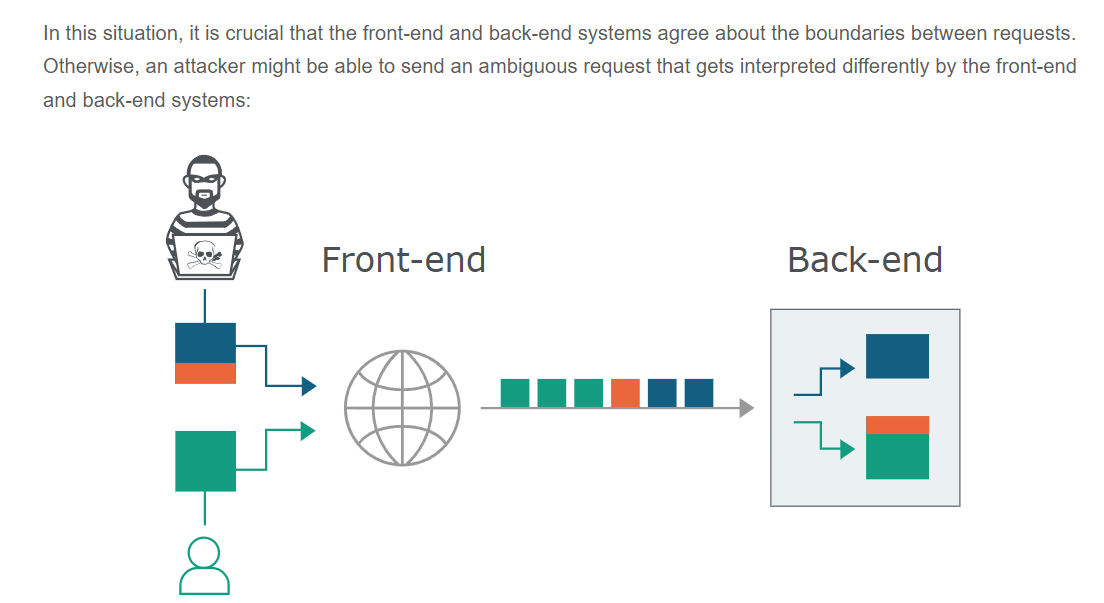 In this situation, it is crucial that the front-end and back-end systems agree about the boundaries between requests.
Otherwise, an attacker might be able to send an ambiguous request that gets interpreted differently by the front-end
and back-end systems:
Front-end
Back-end